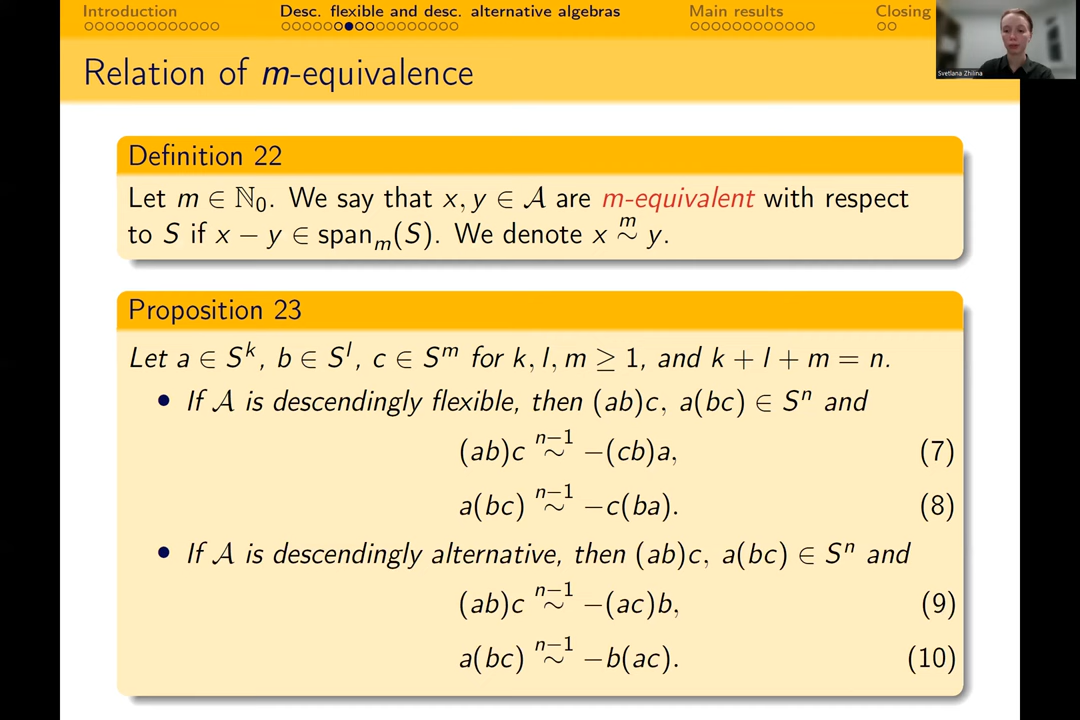 Introduction
Desc. flexible and desc. alternative algebras
Main results
Closing
Svetlana Zhilina
Relation of m-equivalence
Definition 22
Let m ∈ ℕ₀. We say that x, y ∈ 𝒜 are m-equivalent with respect
to S if x − y ∈ spanₘ(S). We denote x ∼^m y.
Proposition 23
Let a ∈ S^k, b ∈ S^l, c ∈ S^m for k, l, m ≥ 1, and k + l + m = n.
• If 𝒜 is descendingly flexible, then (ab)c, a(bc) ∈ S^n and
(ab)c ∼^{n−1} −(cb)a, (7)
a(bc) ∼^{n−1} −c(ba). (8)
• If 𝒜 is descendingly alternative, then (ab)c, a(bc) ∈ S^n and
(ab)c ∼^{n−1} −(ac)b, (9)
a(bc) ∼^{n−1} −b(ac). (10)